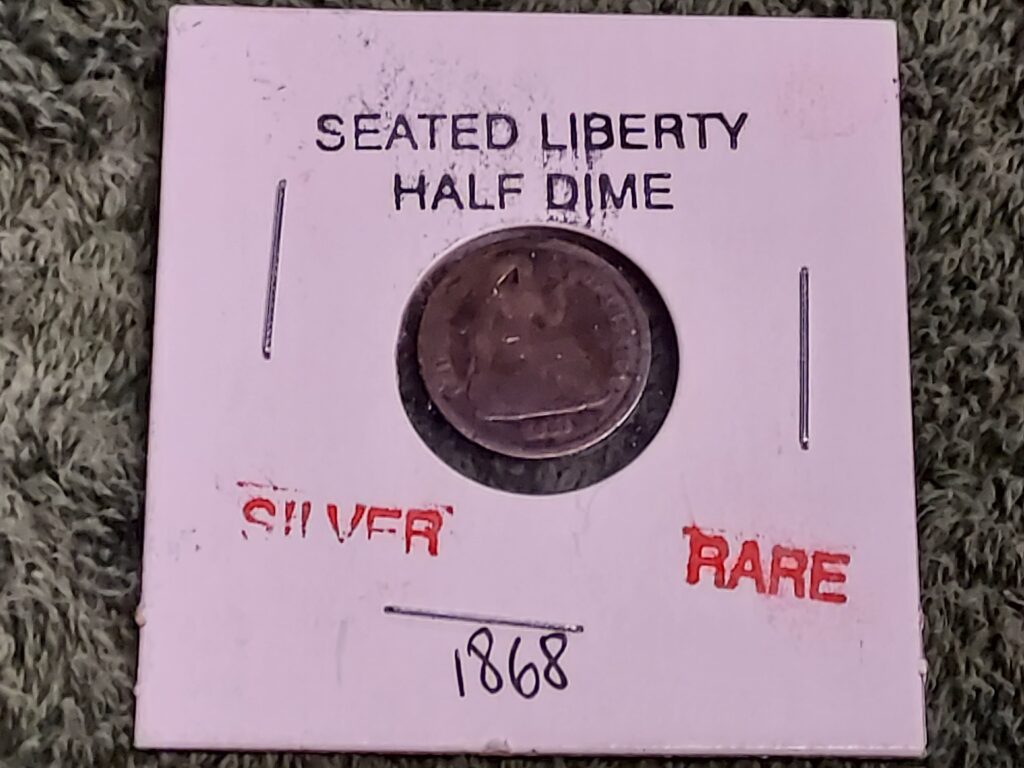 SEATED LIBERTY
HALF DIME
SILVER
RARE
1868